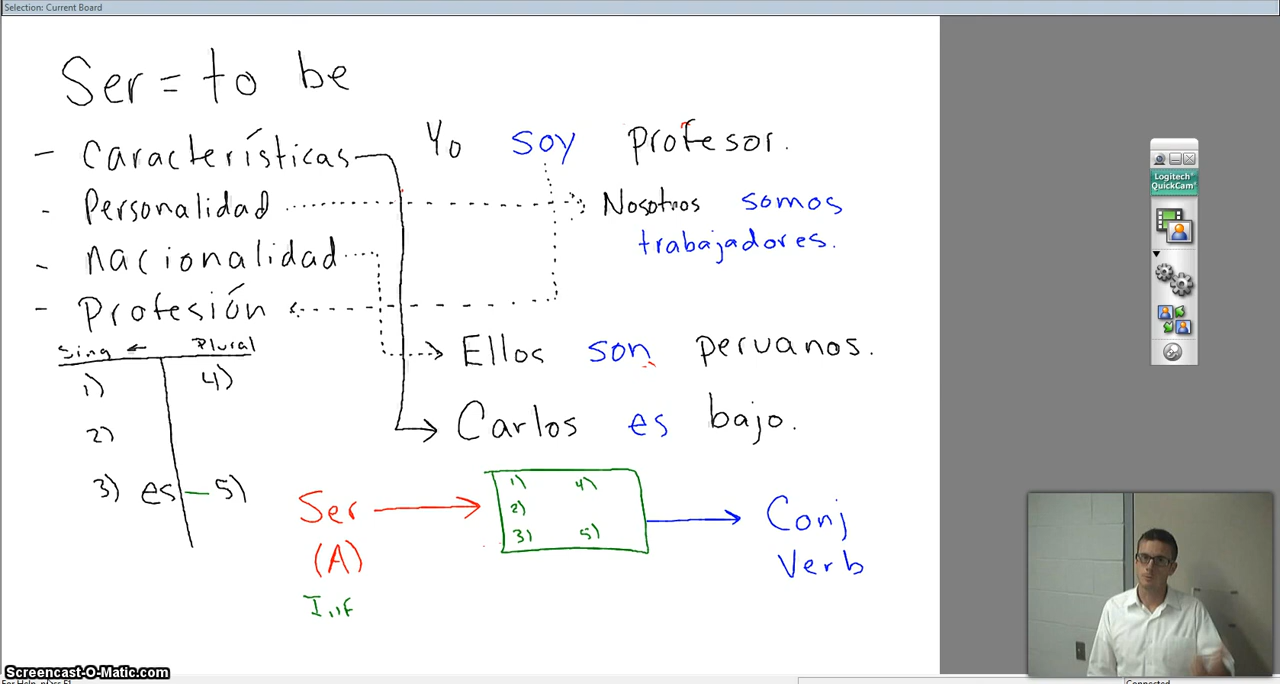 Selection: Current Board
Ser = to be
- Características
- Personalidad
- nacionalidad
- Profesión
Yo soy profesor.
Nosotros somos
trabajadores.
Ellos son peruanos.
Carlos es bajo.
Sing ← Plural
1) 4)
2)
3) es — 5)
Ser
(A)
Inf
1) 4)
2)
3) 5)
Conj
Verb
Logitech®
QuickCam®
Screencast-O-Matic.com
Connected